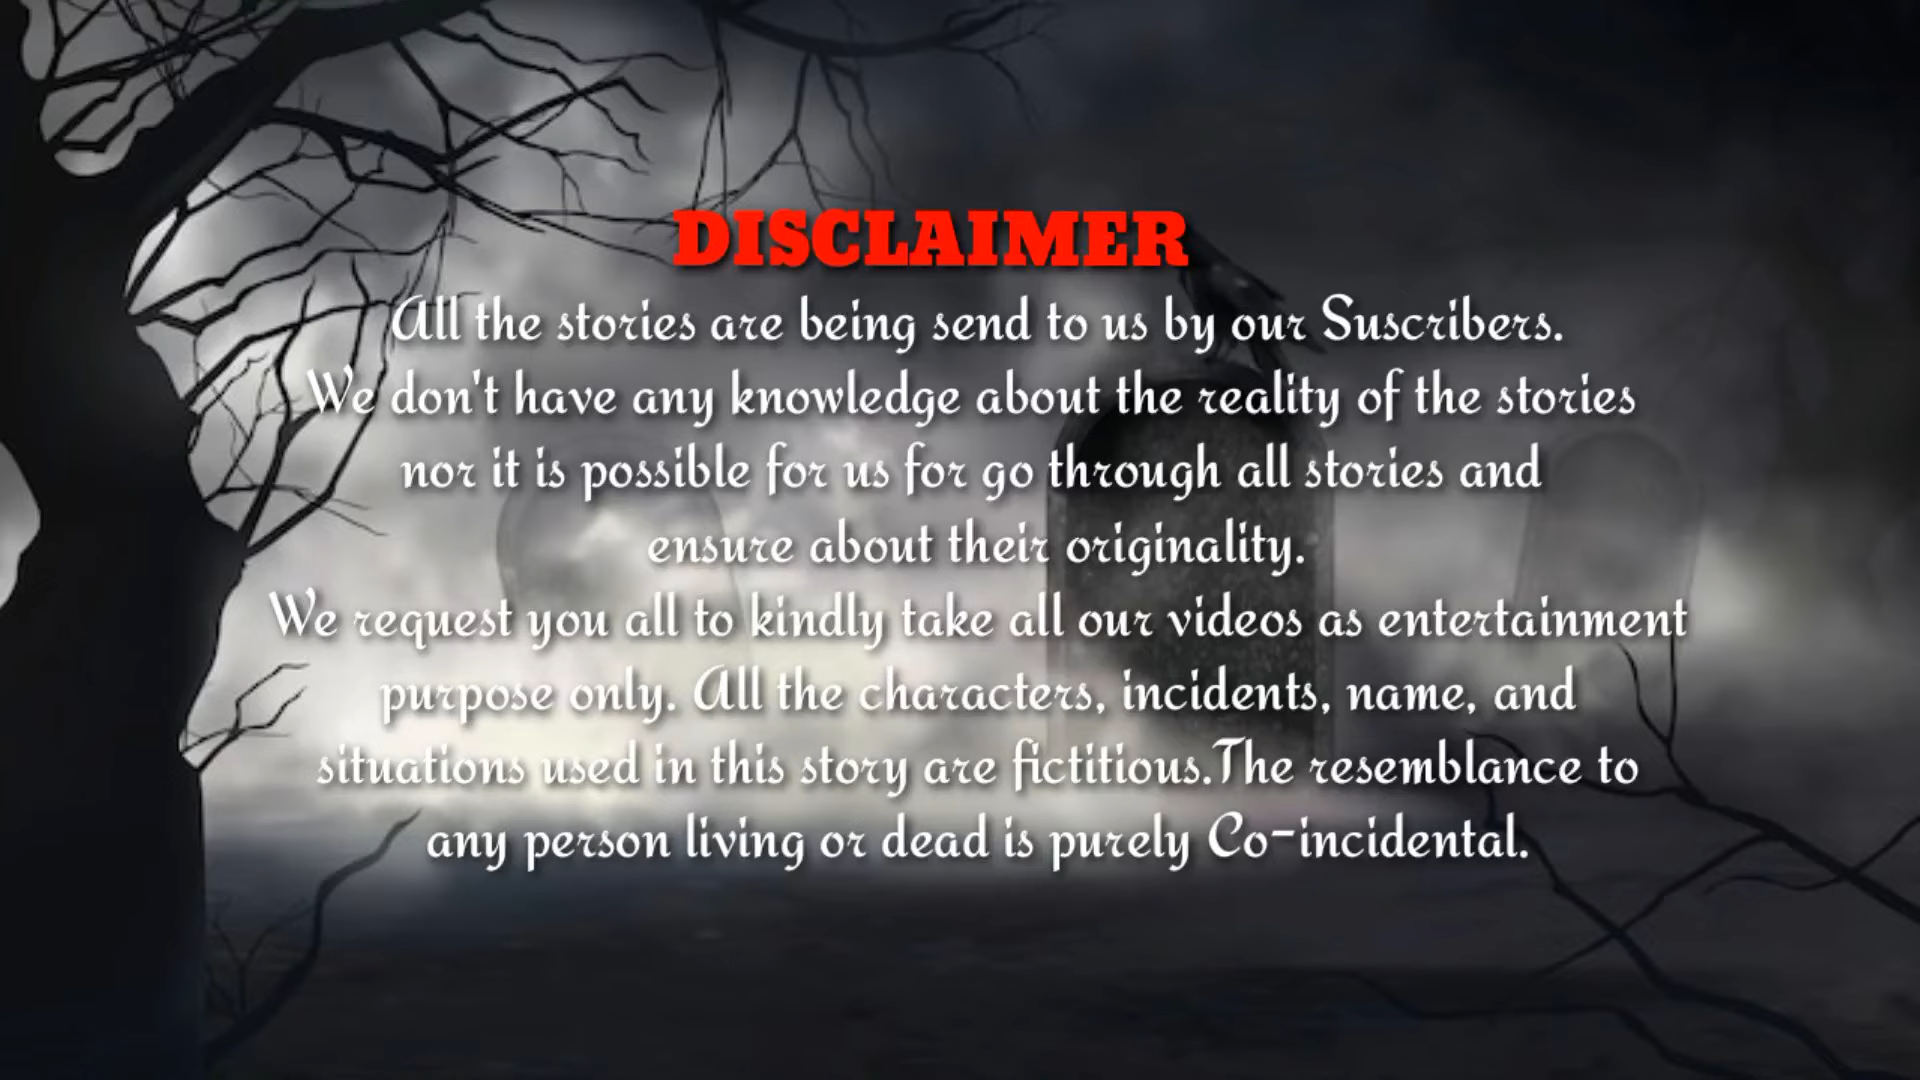 DISCLAIMER
All the stories are being send to us by our Suscribers.
We don't have any knowledge about the reality of the stories
nor it is possible for us for go through all stories and
ensure about their originality.
We request you all to kindly take all our videos as entertainment
purpose only. All the characters, incidents, name, and
situations used in this story are fictitious.The resemblance to
any person living or dead is purely Co-incidental.